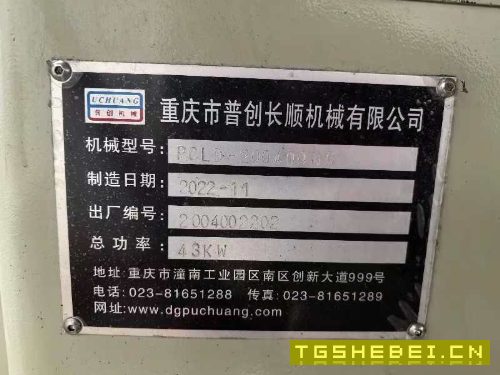 UCHUANG
普创机械
重庆市普创长顺机械有限公司
机械型号:
制造日期: 2022-11
出厂编号: 2004002202
总功率: 43KW
地址:重庆市潼南工业园区南区创新大道999号
电话:023-81651288 传真:023-81651289
网址:www.dgpuchuang.com
TGSHEBEI.CN